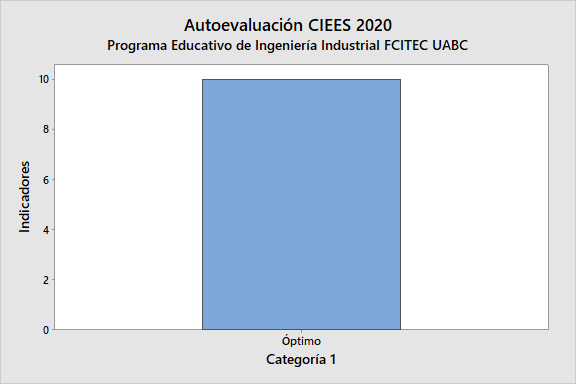 Autoevaluación CIEES 2020
Programa Educativo de Ingeniería Industrial FCITEC UABC
Indicadores
10
8
6
4
2
0
Óptimo
Categoría 1